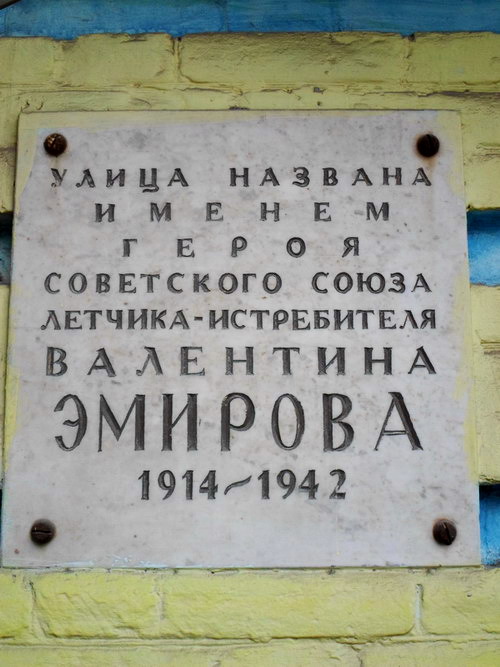 УЛИЦА НАЗВАНА
ИМЕНЕМ
ГЕРОЯ
СОВЕТСКОГО СОЮЗА
ЛЕТЧИКА-ИСТРЕБИТЕЛЯ
ВАЛЕНТИНА
ЭМИРОВА
1914~1942